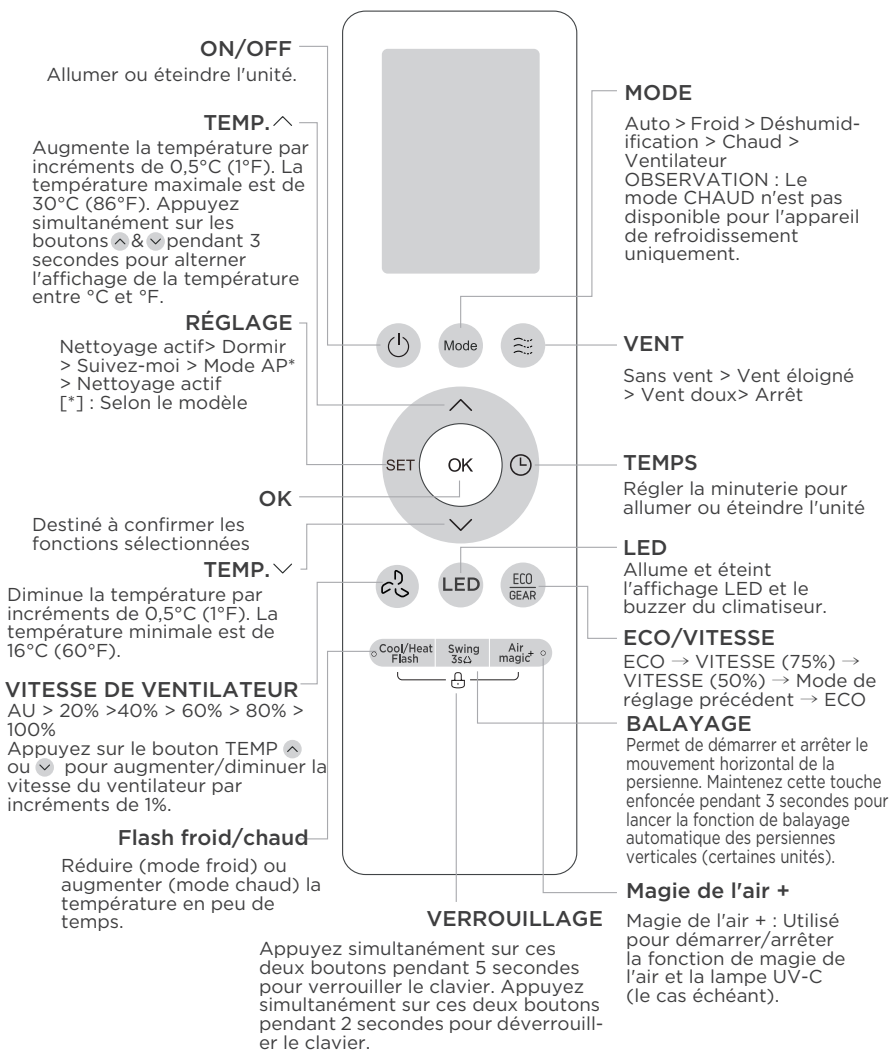 ON/OFF
Allumer ou éteindre l'unité.
TEMP.
Augmente la température par
incréments de 0,5°C (1°F). La
température maximale est de
30°C (86°F). Appuyez
simultanément sur les
boutons & pendant 3
secondes pour alterner
l'affichage de la température
entre °C et °F.
RÉGLAGE
Nettoyage actif> Dormir
> Suivez-moi > Mode AP*
> Nettoyage actif
[*] : Selon le modèle
OK
Destiné à confirmer les
fonctions sélectionnées
TEMP.
Diminue la température par
incréments de 0,5°C (1°F). La
température minimale est de
16°C (60°F).
VITESSE DE VENTILATEUR
AU > 20% >40% > 60% > 80% >
100%
Appuyez sur le bouton TEMP
ou pour augmenter/diminuer la
vitesse du ventilateur par
incréments de 1%.
Flash froid/chaud
Réduire (mode froid) ou
augmenter (mode chaud) la
température en peu de
temps.
Mode
SET
OK
LED
ECO
GEAR
Cool/Heat
Flash
Swing
3s
Air
magic+
MODE
Auto > Froid > Déshumid-
ification > Chaud >
Ventilateur
OBSERVATION : Le
mode CHAUD n'est pas
disponible pour l'appareil
de refroidissement
uniquement.
VENT
Sans vent > Vent éloigné
> Vent doux> Arrêt
TEMPS
Régler la minuterie pour
allumer ou éteindre l'unité
LED
Allume et éteint
l'affichage LED et le
buzzer du climatiseur.
ECO/VITESSE
ECO → VITESSE (75%) →
VITESSE (50%) → Mode de
réglage précédent → ECO
BALAYAGE
Permet de démarrer et arrêter le
mouvement horizontal de la
persienne. Maintenez cette touche
enfoncée pendant 3 secondes pour
lancer la fonction de balayage
automatique des persiennes
verticales (certaines unités).
Magie de l'air +
Magie de l'air + : Utilisé
pour démarrer/arrêter
la fonction de magie de
l'air et la lampe UV-C
(le cas échéant).
VERROUILLAGE
Appuyez simultanément sur ces
deux boutons pendant 5 secondes
pour verrouiller le clavier. Appuyez
simultanément sur ces deux boutons
pendant 2 secondes pour déverrouill-
er le clavier.